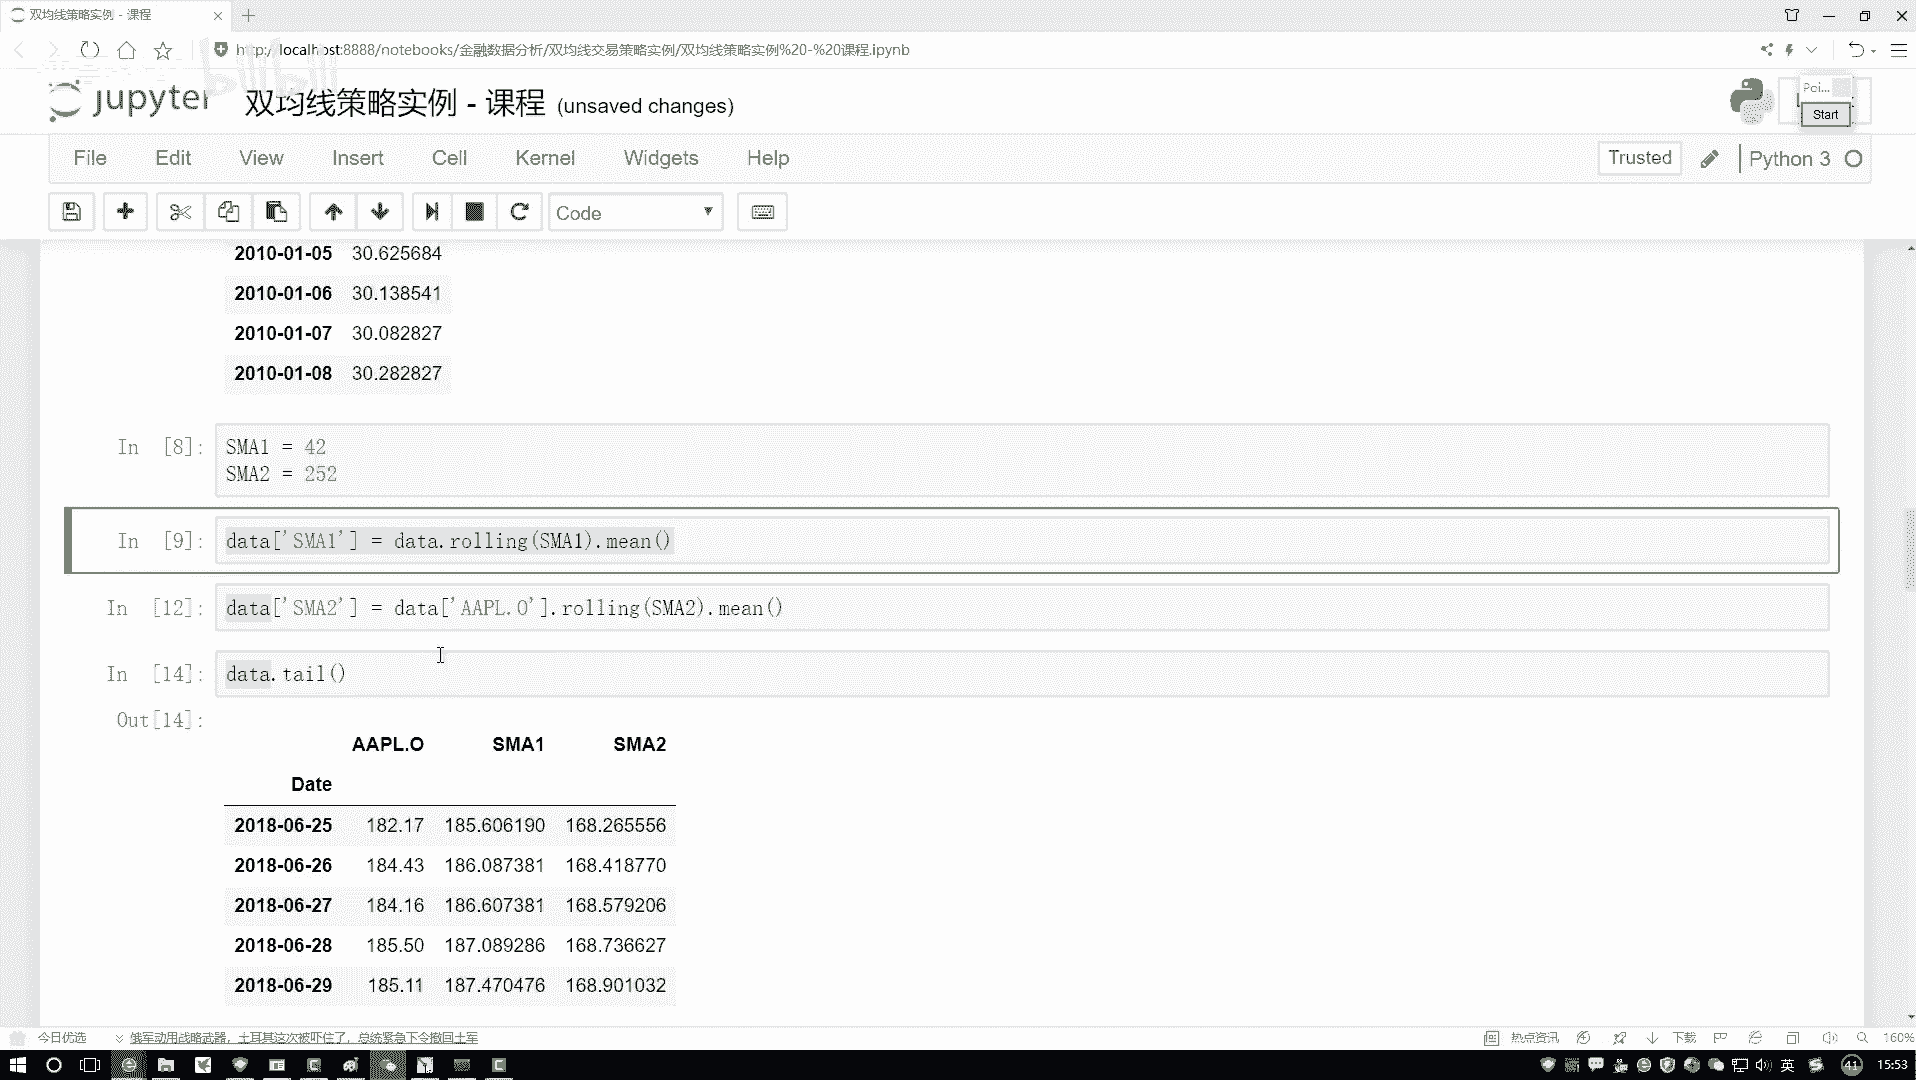 双均线策略实例 - 课程
http://localhost:8888/notebooks/金融数据分析/双均线交易策略实例/双均线策略实例%20-%20课程.ipynb
bilibili
jupyter 双均线策略实例 - 课程 (unsaved changes)
Poi...
Start
File Edit View Insert Cell Kernel Widgets Help
Trusted
Python 3
Code
2010-01-05 30.625684
2010-01-06 30.138541
2010-01-07 30.082827
2010-01-08 30.282827
In [8]: SMA1 = 42
SMA2 = 252
In [9]: data['SMA1'] = data.rolling(SMA1).mean()
In [12]: data['SMA2'] = data['AAPL.O'].rolling(SMA2).mean()
In [14]: data.tail()
Out[14]:
AAPL.O SMA1 SMA2
Date
2018-06-25 182.17 185.606190 168.265556
2018-06-26 184.43 186.087381 168.418770
2018-06-27 184.16 186.607381 168.579206
2018-06-28 185.50 187.089286 168.736627
2018-06-29 185.11 187.470476 168.901032
今日优选 俄军动用战略武器，土耳其这次被吓住了，总统紧急下令撤回土军
热点资讯 下载 160%
英 41 15:53